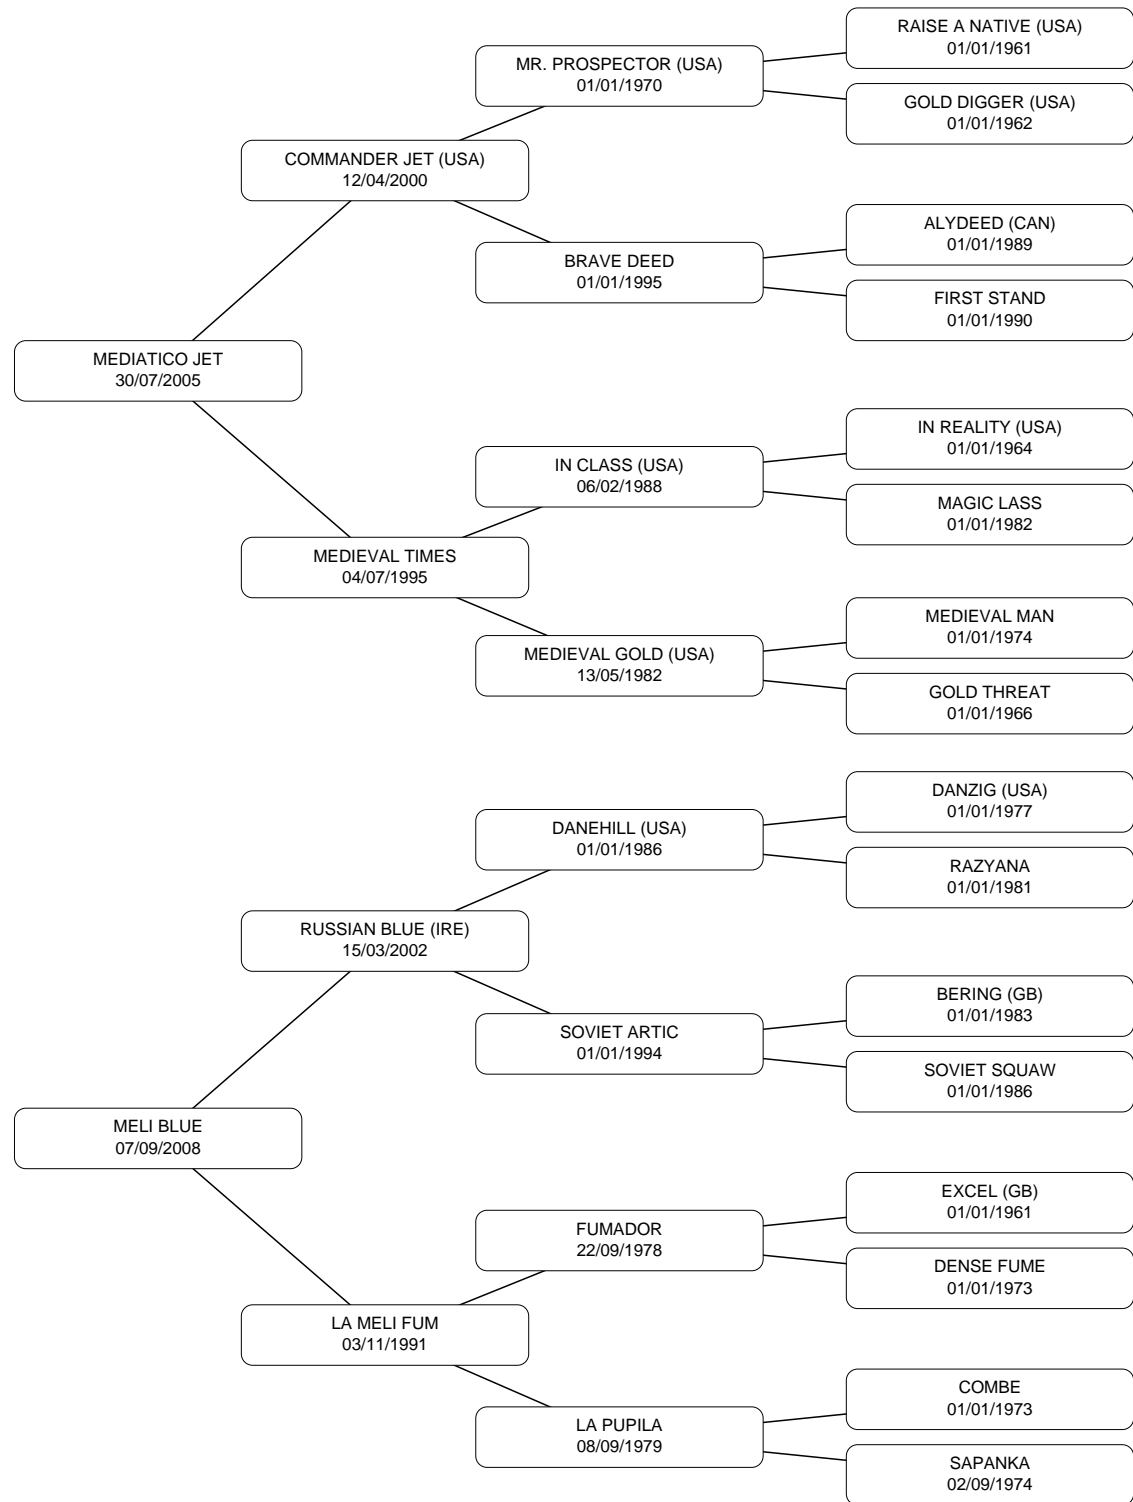 RAISE A NATIVE (USA)
01/01/1961
MR. PROSPECTOR (USA)
01/01/1970
GOLD DIGGER (USA)
01/01/1962
COMMANDER JET (USA)
12/04/2000
ALYDEED (CAN)
01/01/1989
BRAVE DEED
01/01/1995
FIRST STAND
01/01/1990
MEDIATICO JET
30/07/2005
IN REALITY (USA)
01/01/1964
IN CLASS (USA)
06/02/1988
MAGIC LASS
01/01/1982
MEDIEVAL TIMES
04/07/1995
MEDIEVAL MAN
01/01/1974
MEDIEVAL GOLD (USA)
13/05/1982
GOLD THREAT
01/01/1966
DANZIG (USA)
01/01/1977
DANEHILL (USA)
01/01/1986
RAZYANA
01/01/1981
RUSSIAN BLUE (IRE)
15/03/2002
BERING (GB)
01/01/1983
SOVIET ARTIC
01/01/1994
SOVIET SQUAW
01/01/1986
MELI BLUE
07/09/2008
EXCEL (GB)
01/01/1961
FUMADOR
22/09/1978
DENSE FUME
01/01/1973
LA MELI FUM
03/11/1991
COMBE
01/01/1973
LA PUPILA
08/09/1979
SAPANKA
02/09/1974